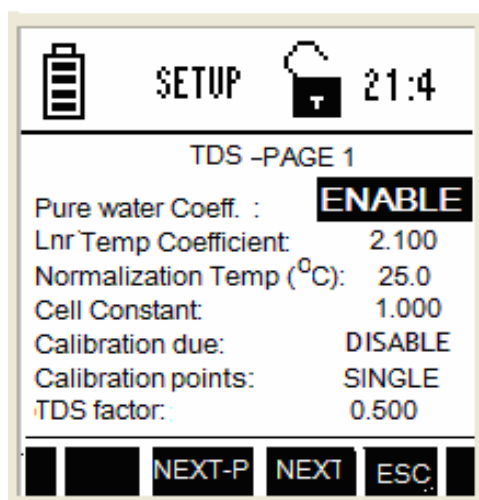 SETUP 21:4
TDS –PAGE 1
Pure water Coeff. : ENABLE
Lnr Temp Coefficient: 2.100
Normalization Temp (⁰C): 25.0
Cell Constant: 1.000
Calibration due: DISABLE
Calibration points: SINGLE
TDS factor: 0.500
NEXT-P NEXT ESC